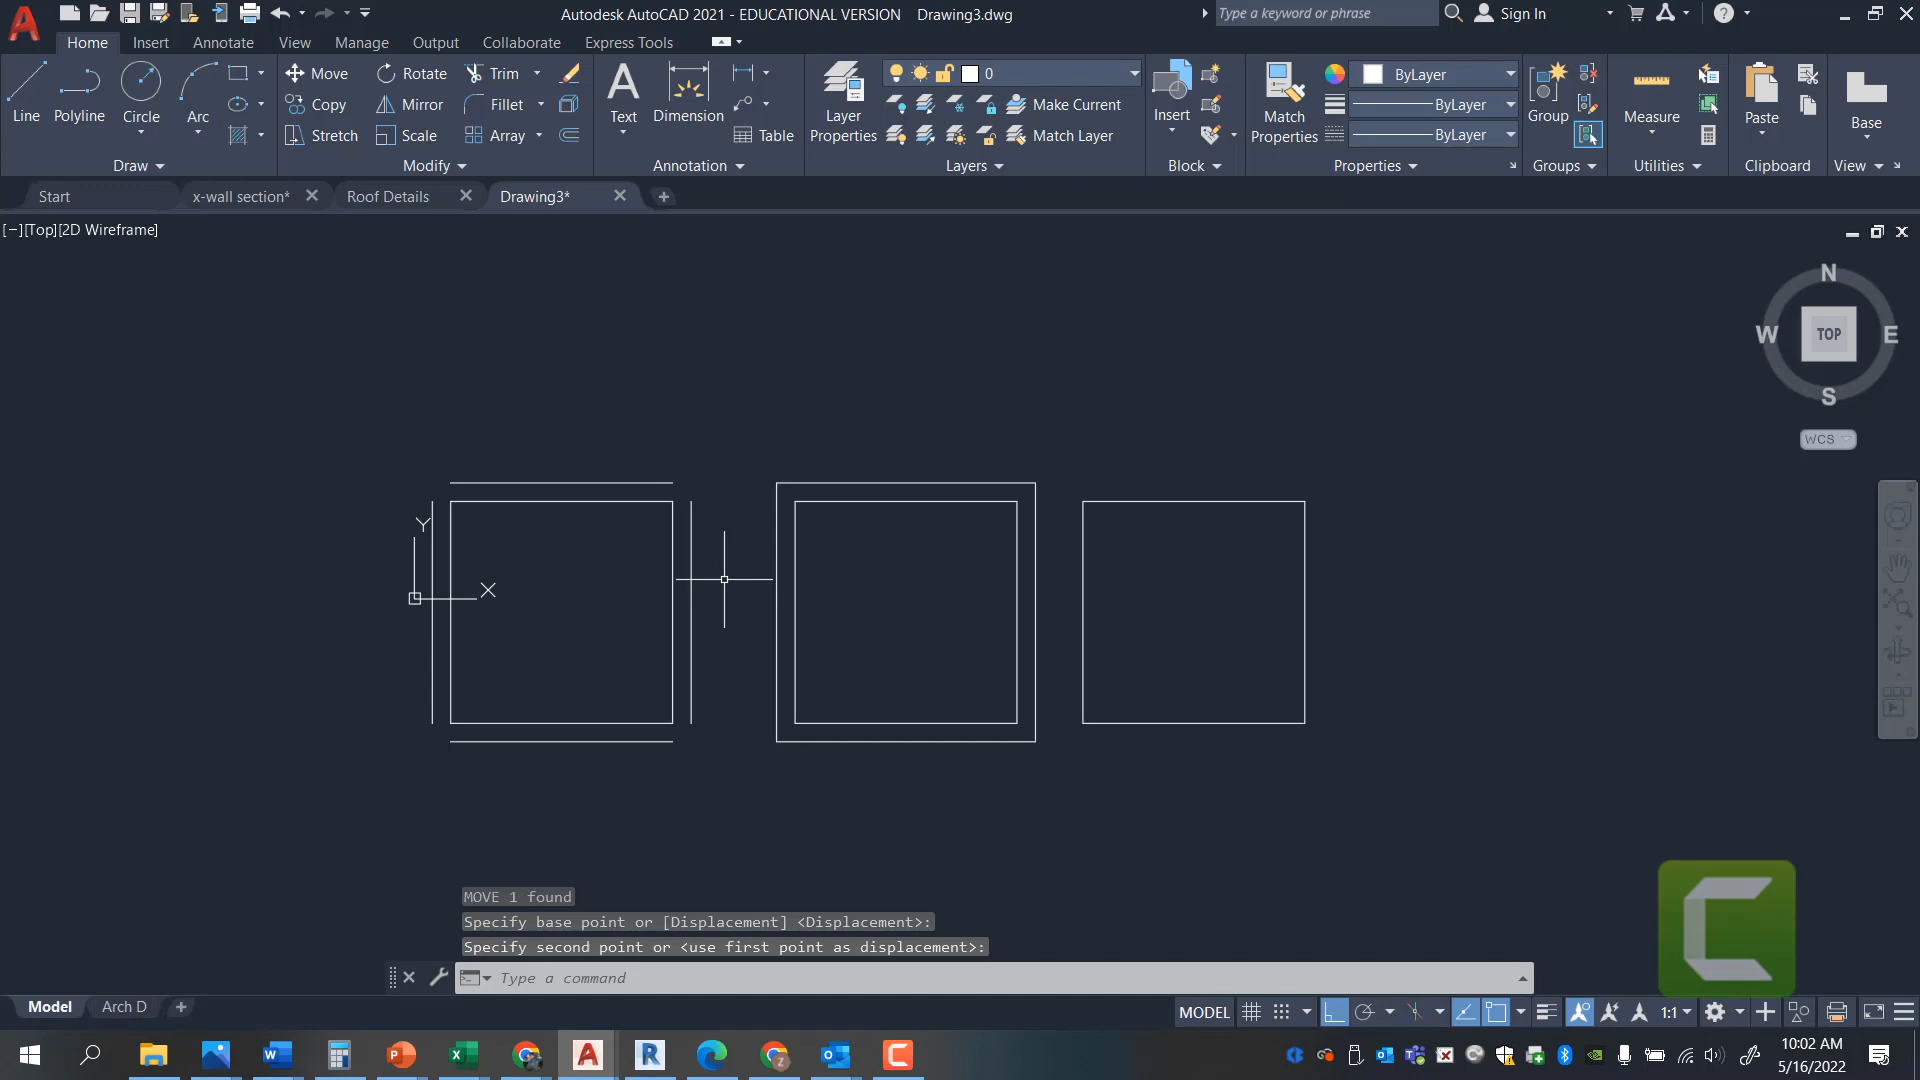 Autodesk AutoCAD 2021 - EDUCATIONAL VERSION Drawing3.dwg
Type a keyword or phrase
Sign In
Home Insert Annotate View Manage Output Collaborate Express Tools
Line Polyline Circle Arc
Move Rotate Trim
Copy Mirror Fillet
Stretch Scale Array
Text Dimension Table
Layer Properties
0
Make Current
Match Layer
Insert
Match Properties
ByLayer
ByLayer
ByLayer
Group
Measure
Paste
Base
Draw Modify Annotation Layers Block Properties Groups Utilities Clipboard View
Start x-wall section* Roof Details Drawing3*
[−][Top][2D Wireframe]
N
W TOP E
S
WCS
Y
X
MOVE 1 found
Specify base point or [Displacement] <Displacement>:
Specify second point or <use first point as displacement>:
Type a command
Model Arch D
MODEL 1:1
10:02 AM
5/16/2022